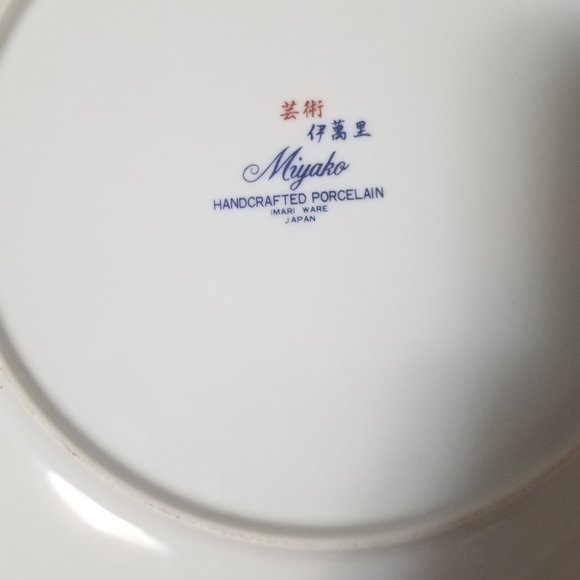 芸術
伊萬里
Miyako
HANDCRAFTED PORCELAIN
IMARI WARE
JAPAN